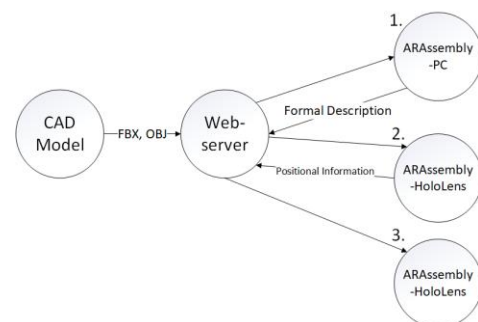 1.
ARAssembly
-PC
CAD
Model
FBX, OBJ
Web-
server
Formal Description
2.
Positional Information
ARAssembly
-HoloLens
3.
ARAssembly
-HoloLens